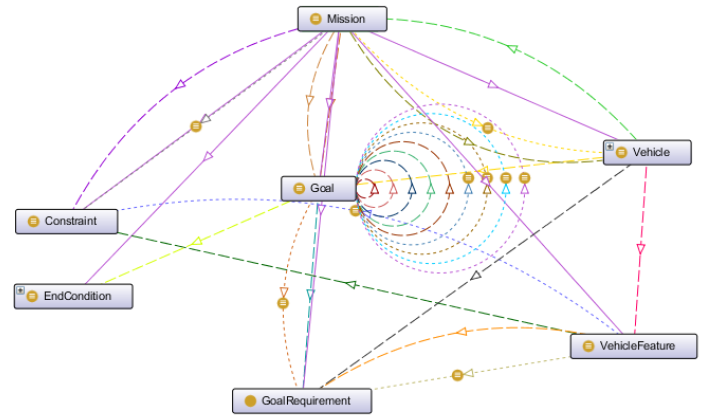 Mission
Vehicle
Goal
Constraint
EndCondition
VehicleFeature
GoalRequirement